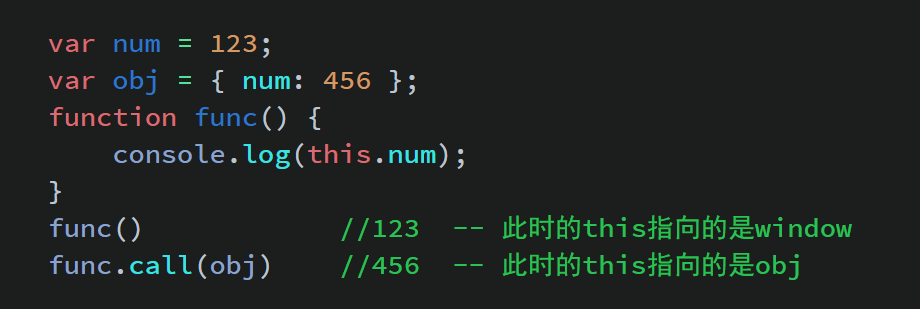 var num = 123;
var obj = { num: 456 };
function func() {
    console.log(this.num);
}
func()            //123  -- 此时的this指向的是window
func.call(obj)    //456  -- 此时的this指向的是obj